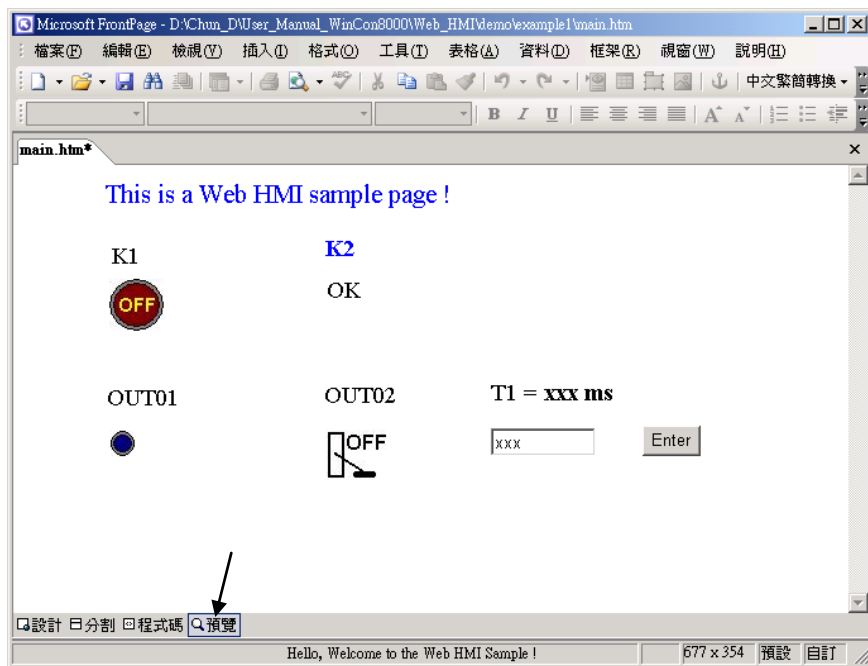 Microsoft FrontPage - D:\Chun_D\User_Manual_WinCon8000\Web_HMI\demo\example1\main.htm
檔案(F) 編輯(E) 檢視(V) 插入(I) 格式(O) 工具(T) 表格(A) 資料(D) 框架(R) 視窗(W) 說明(H)
ABC 中文繁簡轉換
B I U A A
main.htm*
This is a Web HMI sample page !
K1 K2
OFF OK
OUT01 OUT02 T1 = xxx ms
OFF xxx Enter
設計 分割 程式碼 預覽
Hello, Welcome to the Web HMI Sample ! 677 x 354 預設 自訂